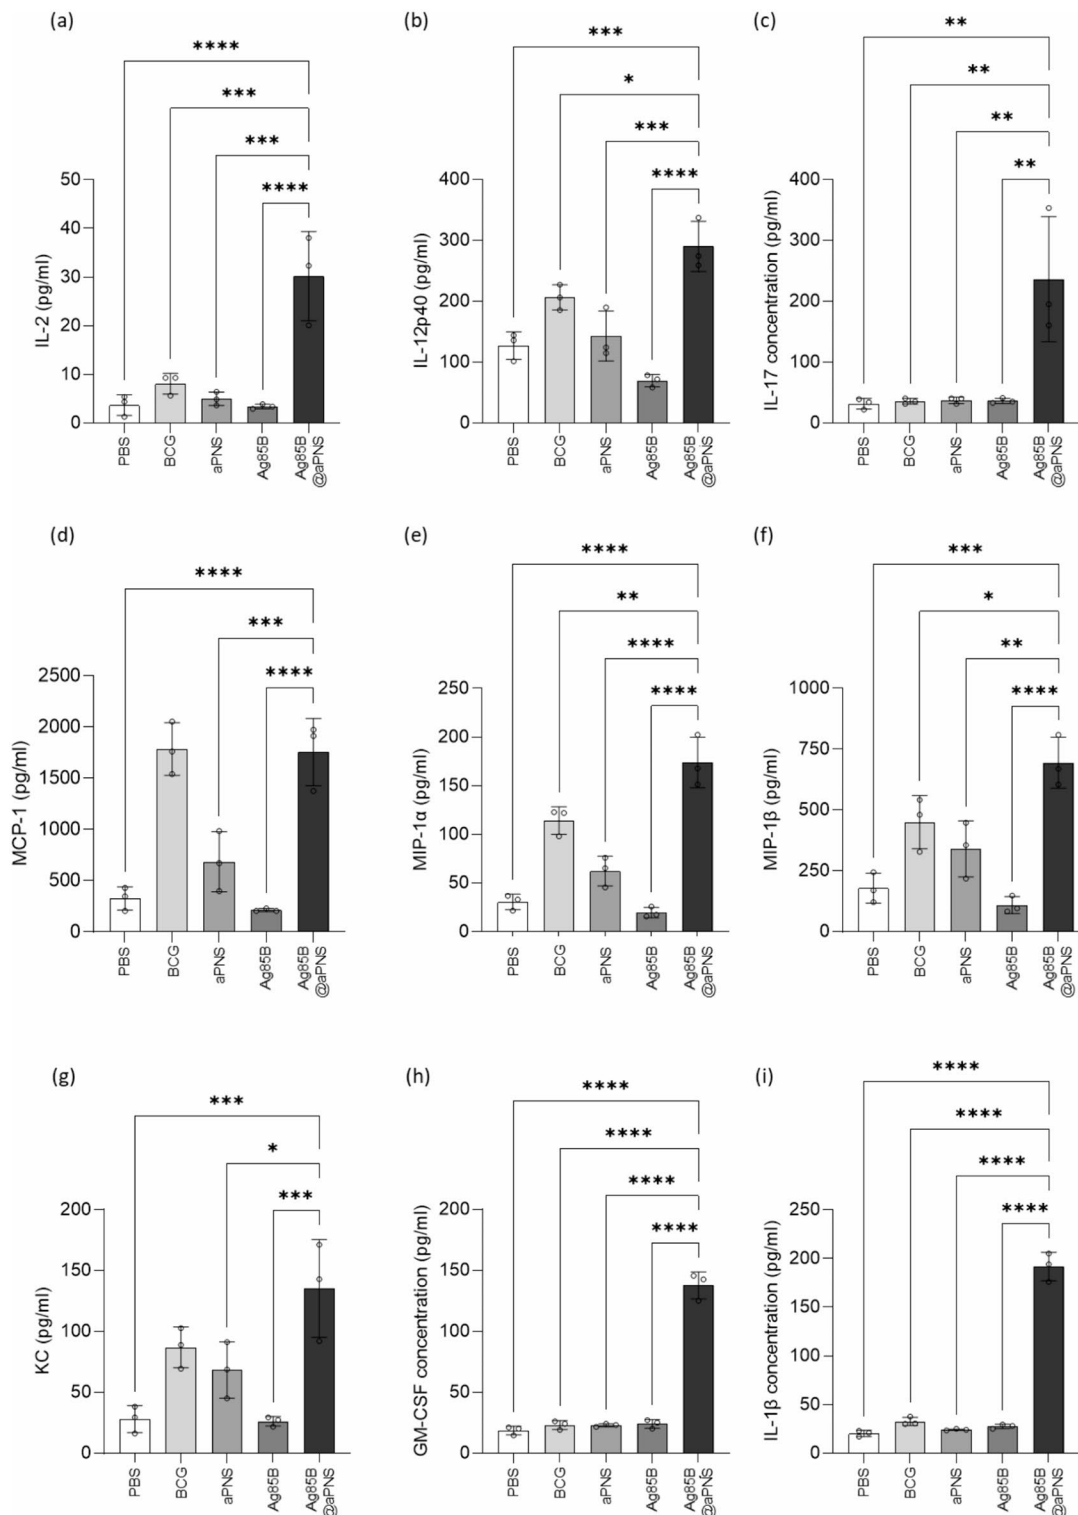 (a)
****
***
***
****
50
40
30
20
10
0
IL-2 (pg/ml)
PBS
BCG
aPNS
Ag85B
Ag85B
@aPNS
(b)
***
*
***
****
400
300
200
100
0
IL-12p40 (pg/ml)
PBS
BCG
aPNS
Ag85B
Ag85B
@aPNS
(c)
**
**
**
**
400
300
200
100
0
IL-17 concentration (pg/ml)
PBS
BCG
aPNS
Ag85B
Ag85B
@aPNS
(d)
****
***
****
2500
2000
1500
1000
500
0
MCP-1 (pg/ml)
PBS
BCG
aPNS
Ag85B
Ag85B
@aPNS
(e)
****
**
****
****
250
200
150
100
50
0
MIP-1α (pg/ml)
PBS
BCG
aPNS
Ag85B
Ag85B
@aPNS
(f)
***
*
**
****
1000
750
500
250
0
MIP-1β (pg/ml)
PBS
BCG
aPNS
Ag85B
Ag85B
@aPNS
(g)
***
*
***
200
150
100
50
0
KC (pg/ml)
PBS
BCG
aPNS
Ag85B
Ag85B
@aPNS
(h)
****
****
****
****
200
150
100
50
0
GM-CSF concentration (pg/ml)
PBS
BCG
aPNS
Ag85B
Ag85B
@aPNS
(i)
****
****
****
****
250
200
150
100
50
0
IL-1β concentration (pg/ml)
PBS
BCG
aPNS
Ag85B
Ag85B
@aPNS